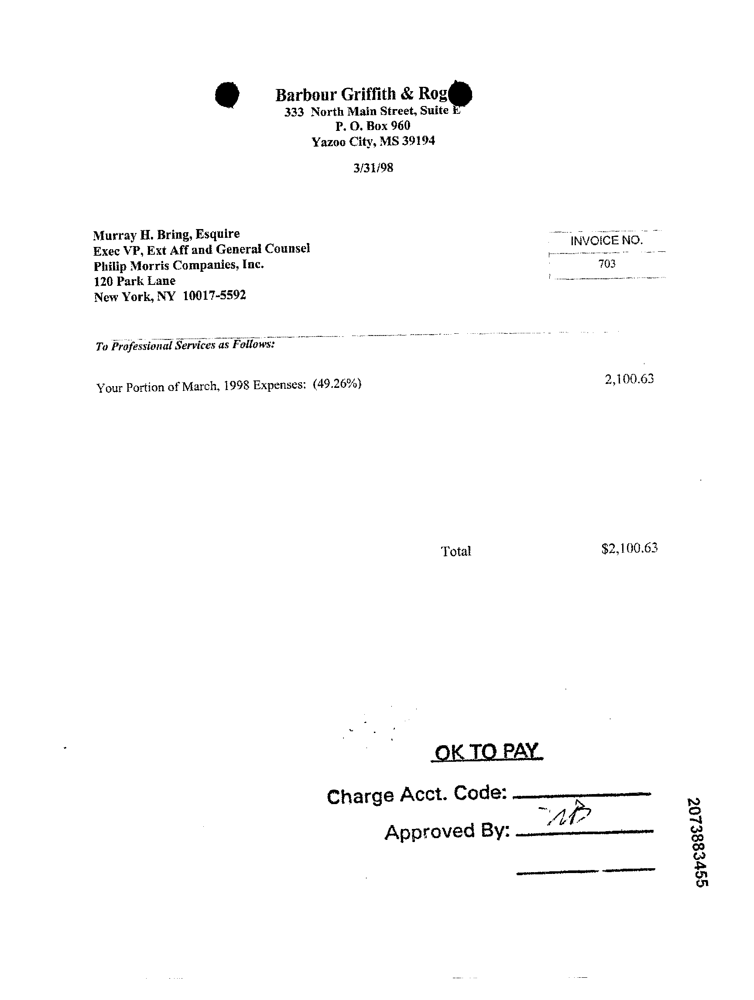 Barbour Griffith & Rog
333 North Main Street, Suite E
P. O. Box 960
Yazoo City, MS 39194
3/31/98
Murray H. Bring, Esquire
Exec VP, Ext Aff and General Counsel
Philip Morris Companies, Inc.
120 Park Lane
New York, NY 10017-5592
INVOICE NO.
703
To Professional Services as Follows:
Your Portion of March, 1998 Expenses: (49.26%) 2,100.63
Total $2,100.63
OK TO PAY
Charge Acct. Code:
Approved By:
2073883455